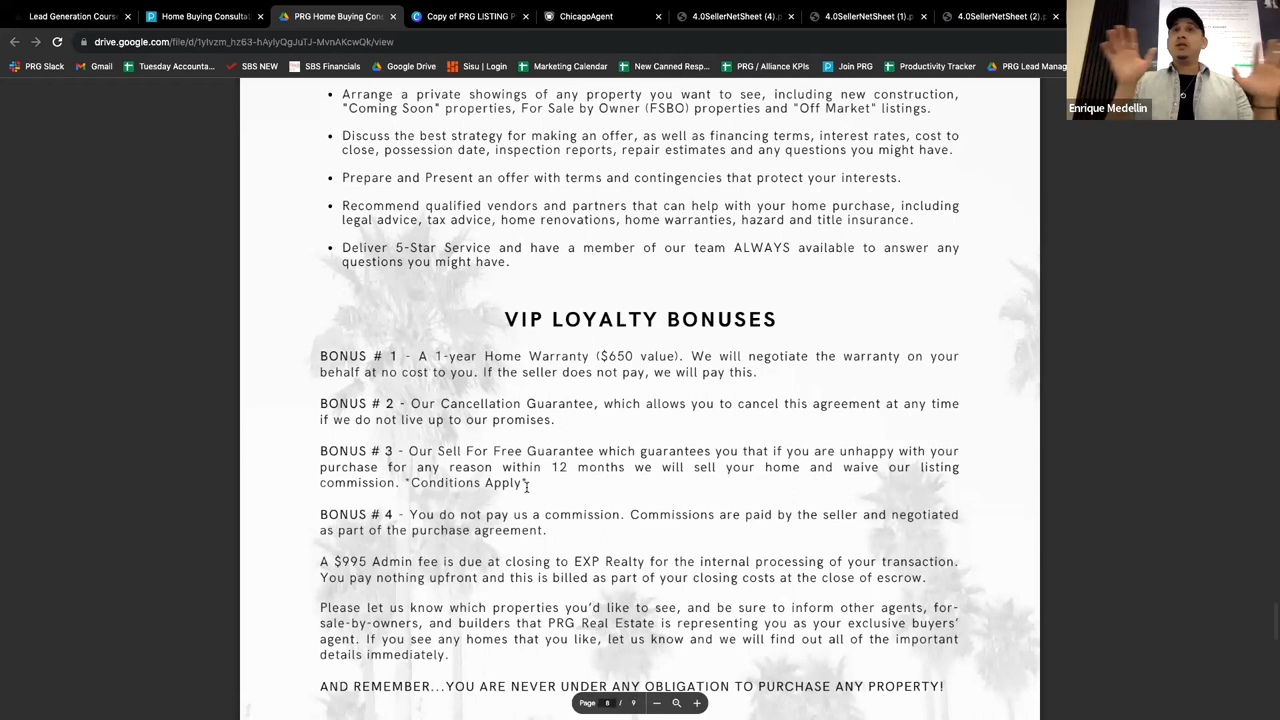 Lead Generation Course
Home Buying Consultat
PRG Home Buying Con
Copy of PRG
ChicagoAgent
4.0SellerNetSheet (4).p
4.0SellerNetSheet (1).p
SellerNetSheet (2).p
drive.google.com/file/d/1yIvzm_hz63-hAyIyQgJuTJ-MvnAKcwQk/view
PRG Slack
Gmail
Tuesday Accounta...
SBS NEW
SBS Financials
Google Drive
Training Calendar
New Canned Resp...
PRG / Alliance KPIs
Join PRG
Productivity Tracker
PRG Lead Manag
Enrique Medellin
• Arrange a private showings of any property you want to see, including new construction,
"Coming Soon" properties, For Sale by Owner (FSBO) properties and "Off Market" listings.
• Discuss the best strategy for making an offer, as well as financing terms, interest rates, cost to
close, possession date, inspection reports, repair estimates and any questions you might have.
• Prepare and Present an offer with terms and contingencies that protect your interests.
• Recommend qualified vendors and partners that can help with your home purchase, including
legal advice, tax advice, home renovations, home warranties, hazard and title insurance.
• Deliver 5-Star Service and have a member of our team ALWAYS available to answer any
questions you might have.
VIP LOYALTY BONUSES
BONUS # 1 - A 1-year Home Warranty ($650 value). We will negotiate the warranty on your
behalf at no cost to you. If the seller does not pay, we will pay this.
BONUS # 2 - Our Cancellation Guarantee, which allows you to cancel this agreement at any time
if we do not live up to our promises.
BONUS # 3 - Our Sell For Free Guarantee which guarantees you that if you are unhappy with your
purchase for any reason within 12 months we will sell your home and waive our listing
commission. *Conditions Apply*
BONUS # 4 - You do not pay us a commission. Commissions are paid by the seller and negotiated
as part of the purchase agreement.
A $995 Admin fee is due at closing to EXP Realty for the internal processing of your transaction.
You pay nothing upfront and this is billed as part of your closing costs at the close of escrow.
Please let us know which properties you'd like to see, and be sure to inform other agents, for-
sale-by-owners, and builders that PRG Real Estate is representing you as your exclusive buyers'
agent. If you see any homes that you like, let us know and we will find out all of the important
details immediately.
AND REMEMBER...YOU ARE NEVER UNDER ANY OBLIGATION TO PURCHASE ANY PROPERTY!
Page 8 / 9